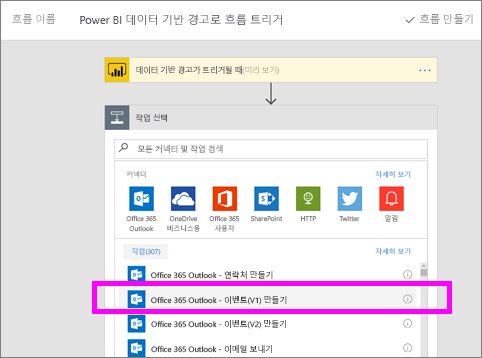 흐름 이름 Power BI 데이터 기반 경고로 흐름 트리거 흐름 만들기
데이터 기반 경고가 트리거될 때(미리 보기)
작업 선택
모든 커넥터 및 작업 검색
커넥터 자세히 보기
Office 365 Outlook
OneDrive 비즈니스용
Office 365 사용자
SharePoint
HTTP
Twitter
알림
작업(307) 자세히 보기
Office 365 Outlook - 연락처 만들기
Office 365 Outlook - 이벤트(V1) 만들기
Office 365 Outlook - 이벤트(V2) 만들기
Office 365 Outlook - 이메일 보내기